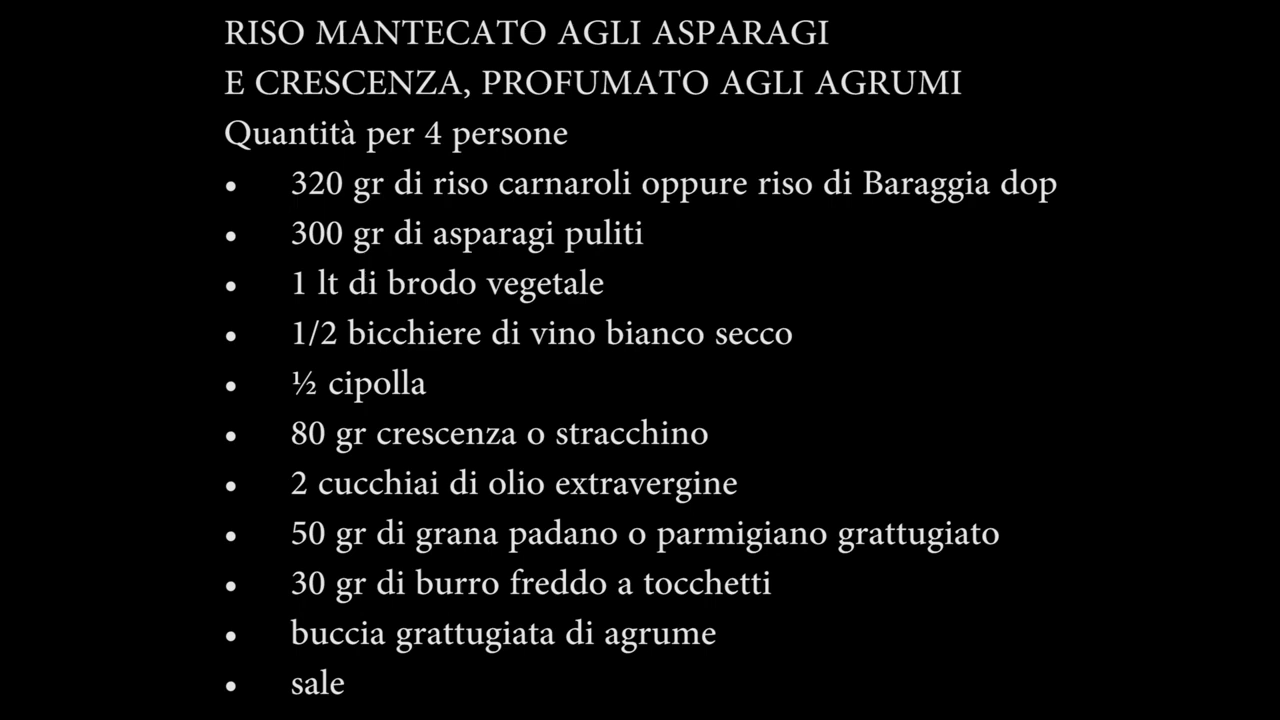 RISO MANTECATO AGLI ASPARAGI
E CRESCENZA, PROFUMATO AGLI AGRUMI
Quantità per 4 persone
• 320 gr di riso carnaroli oppure riso di Baraggia dop
• 300 gr di asparagi puliti
• 1 lt di brodo vegetale
• 1/2 bicchiere di vino bianco secco
• ½ cipolla
• 80 gr crescenza o stracchino
• 2 cucchiai di olio extravergine
• 50 gr di grana padano o parmigiano grattugiato
• 30 gr di burro freddo a tocchetti
• buccia grattugiata di agrume
• sale